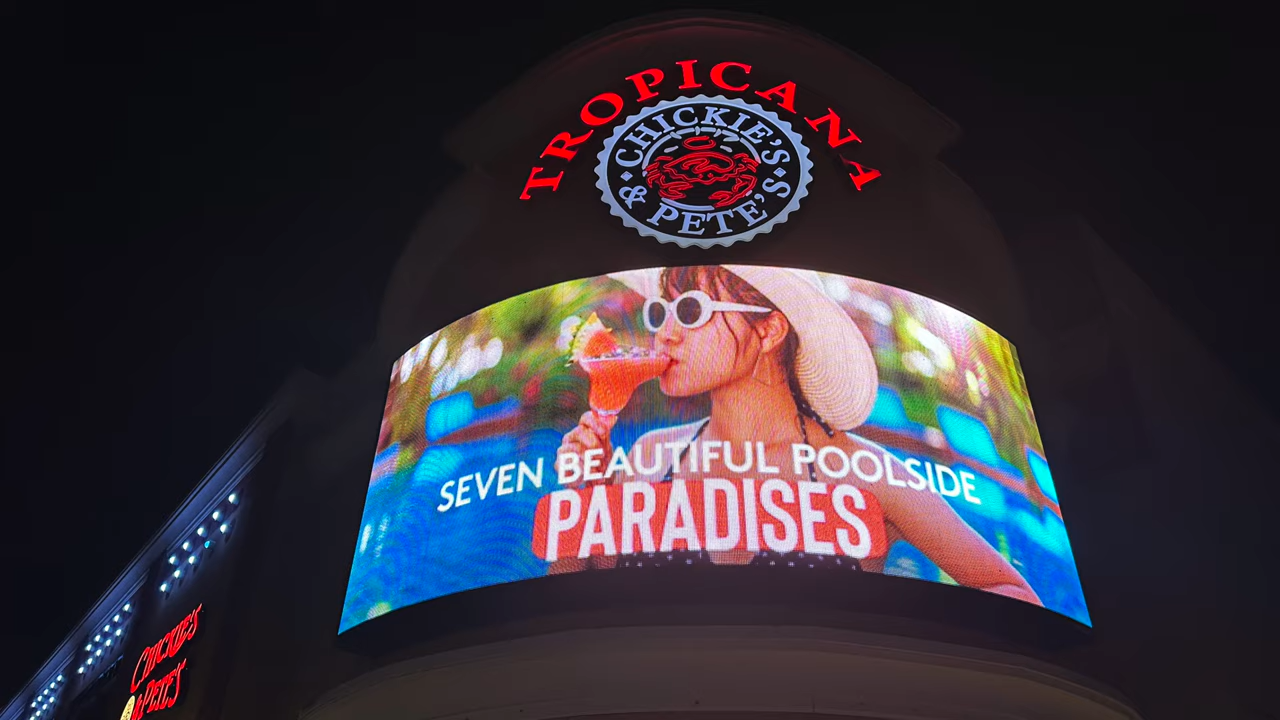 TROPICANA
CHICKIE'S
& PETE'S
SEVEN BEAUTIFUL POOLSIDE
PARADISES
CHICKIE'S
& PETE'S